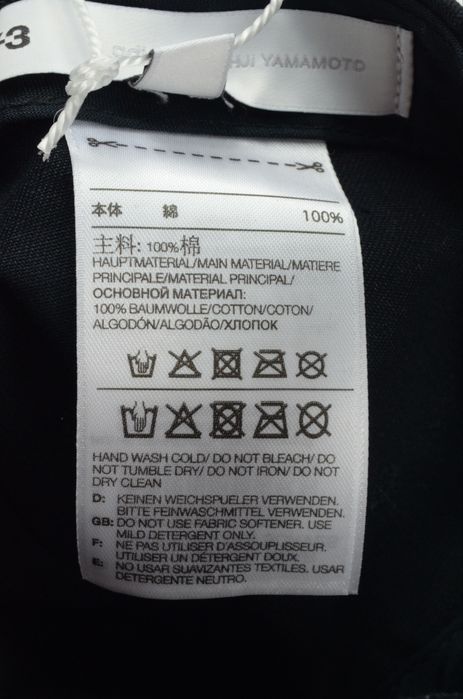 -3
YAMAMOTO
本体 綿 100%
主料: 100%棉
HAUPTMATERIAL/MAIN MATERIAL/MATIERE
PRINCIPALE/MATERIAL PRINCIPAL/
ОСНОВНОЙ МАТЕРИАЛ:
100% BAUMWOLLE/COTTON/COTON/
ALGODÓN/ALGODÃO/ХЛОПОК
HAND WASH COLD/ DO NOT BLEACH/ DO
NOT TUMBLE DRY/ DO NOT IRON/ DO NOT
DRY CLEAN
D: KEINEN WEICHSPUELER VERWENDEN.
BITTE FEINWASCHMITTEL VERWENDEN.
GB: DO NOT USE FABRIC SOFTENER. USE
MILD DETERGENT ONLY.
F: NE PAS UTILISER D'ASSOUPLISSEUR.
UTILISER UN DÉTERGENT DOUX.
E: NO USAR SUAVIZANTES TEXTILES. USAR
DETERGENTE NEUTRO.